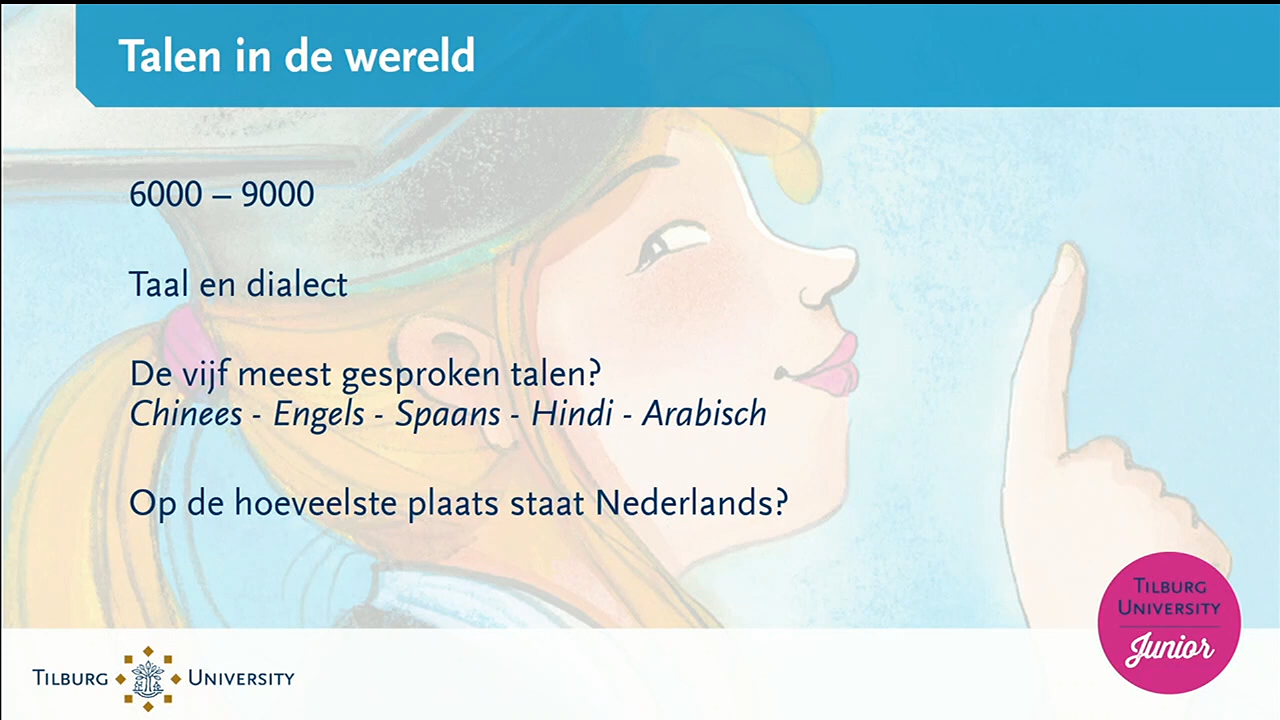 Talen in de wereld
6000 – 9000
Taal en dialect
De vijf meest gesproken talen?
Chinees - Engels - Spaans - Hindi - Arabisch
Op de hoeveelste plaats staat Nederlands?
TILBURG
UNIVERSITY
Junior
TILBURG UNIVERSITY